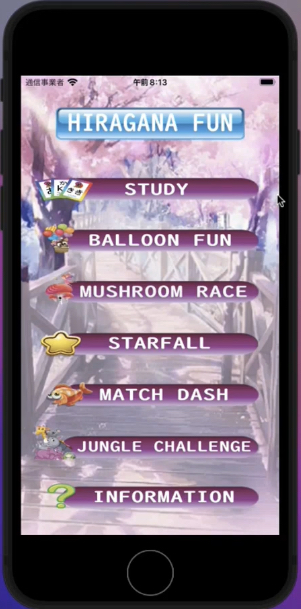 通信事業者 午前8:13
HIRAGANA FUN
STUDY
BALLOON FUN
MUSHROOM RACE
STARFALL
MATCH DASH
JUNGLE CHALLENGE
INFORMATION